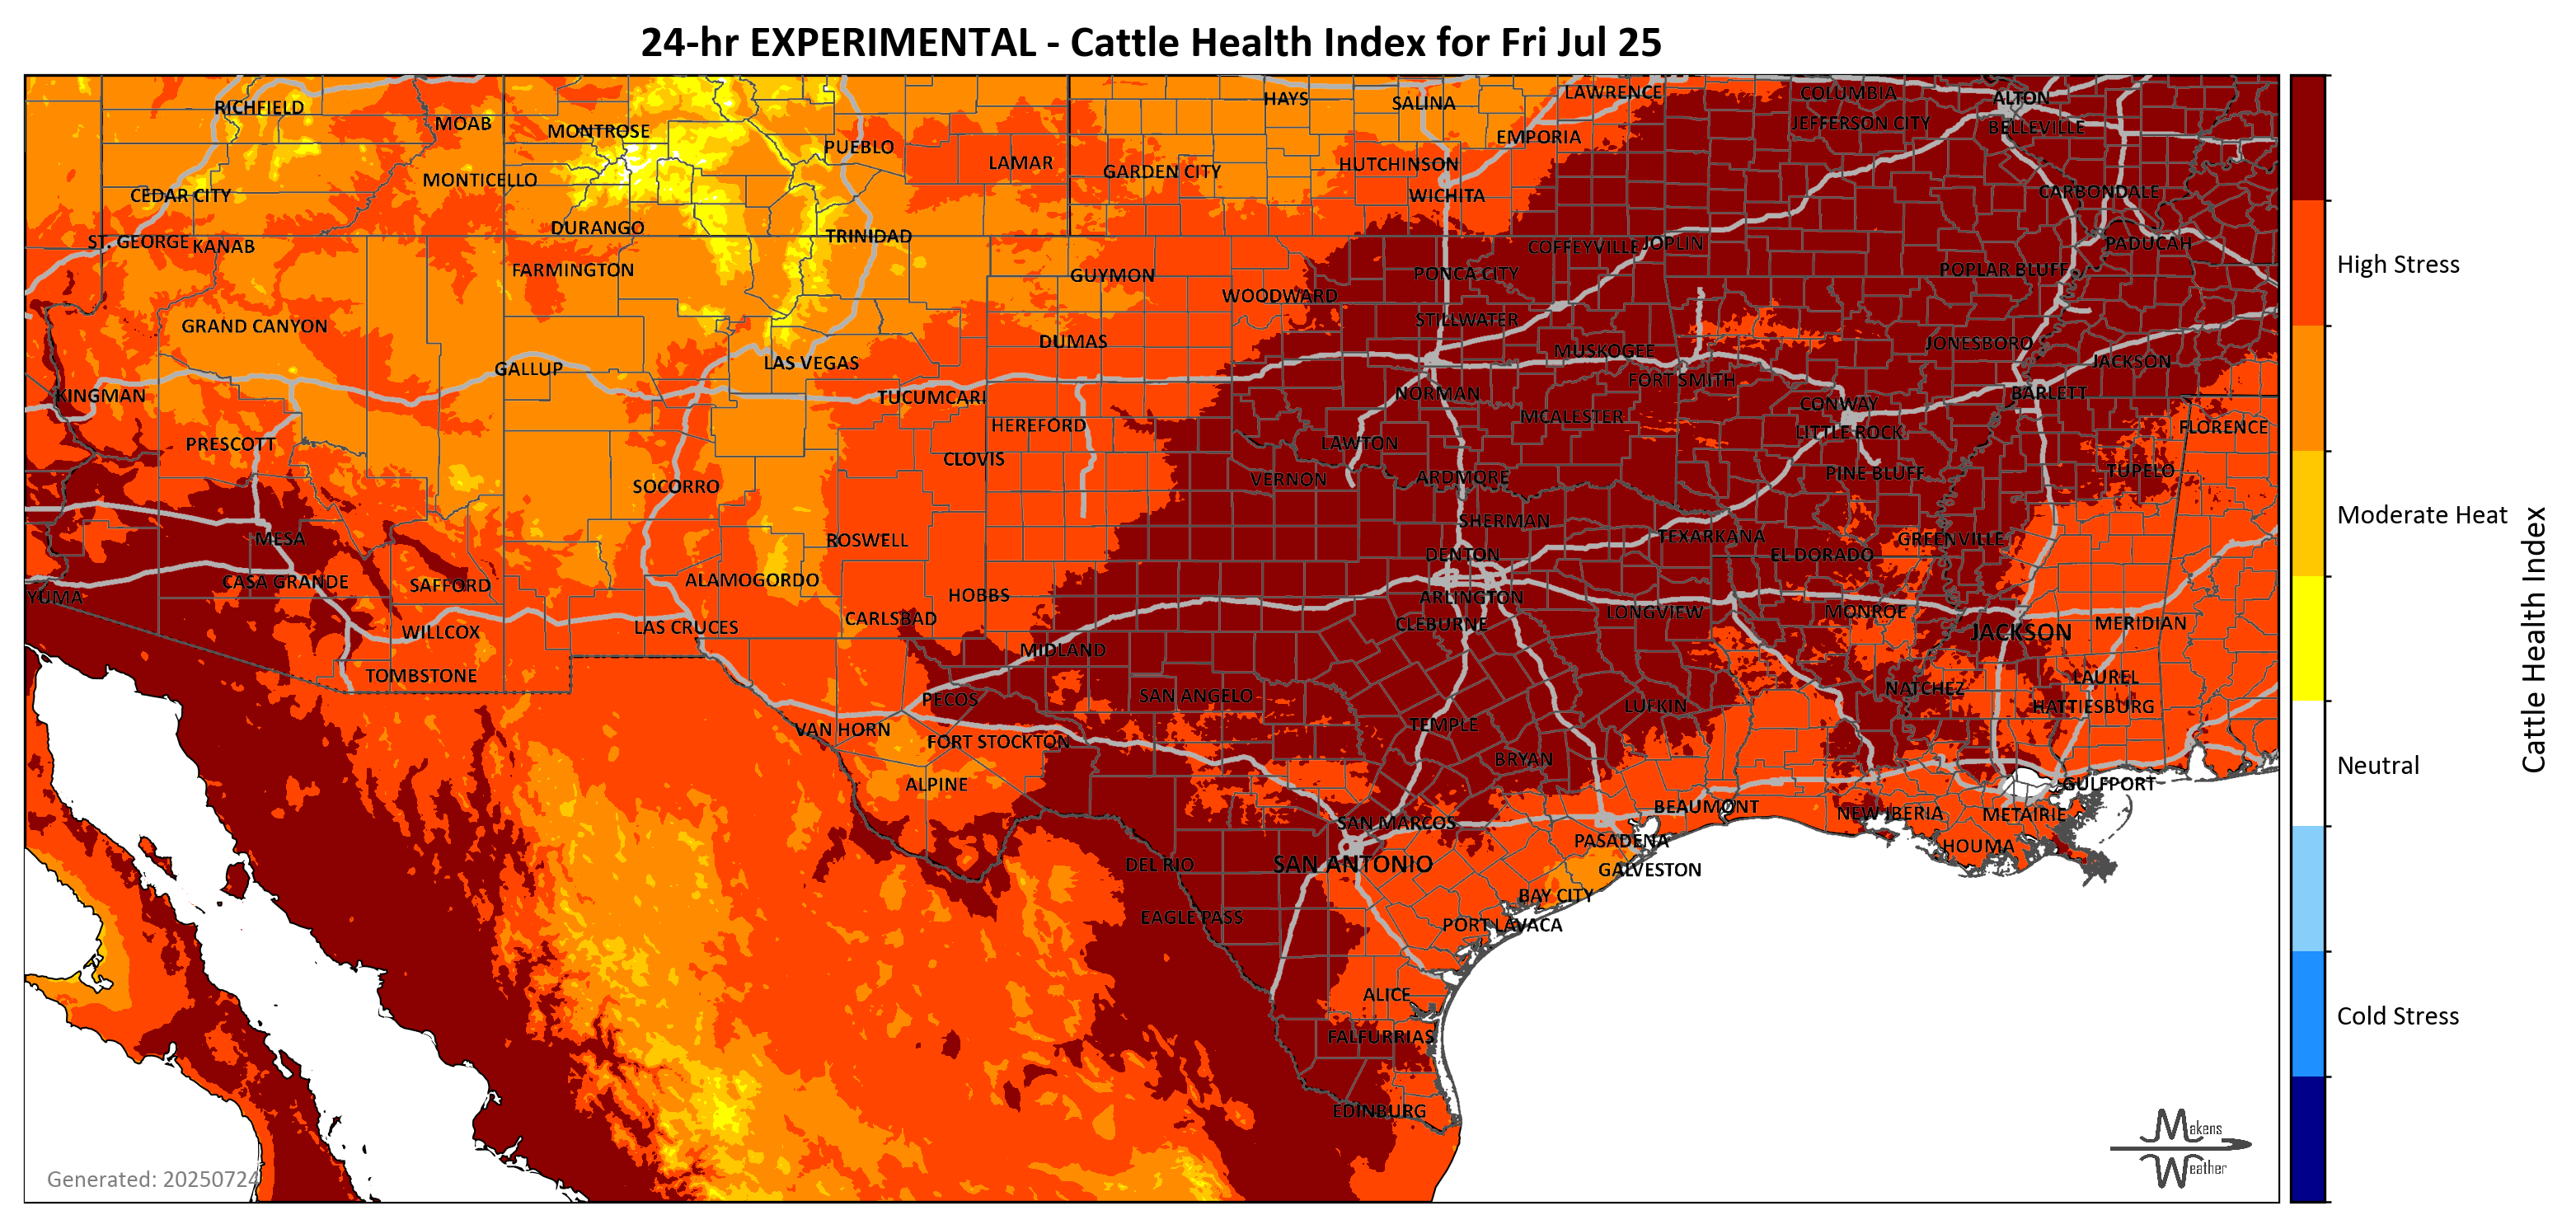 24-hr EXPERIMENTAL - Cattle Health Index for Fri Jul 25
RICHFIELD
MOAB
MONTROSE
PUEBLO
LAMAR
HAYS
SALINA
LAWRENCE
COLUMBIA
ALTON
JEFFERSON CITY
BELLEVILLE
EMPORIA
HUTCHINSON
GARDEN CITY
WICHITA
MONTICELLO
CEDAR CITY
CARBONDALE
DURANGO
TRINIDAD
ST. GEORGE
KANAB
COFFEYVILLE
JOPLIN
PADUCAH
FARMINGTON
GUYMON
PONCA CITY
POPLAR BLUFF
WOODWARD
GRAND CANYON
STILLWATER
DUMAS
MUSKOGEE
JONESBORO
JACKSON
GALLUP
LAS VEGAS
FORT SMITH
KINGMAN
TUCUMCARI
NORMAN
BARLETT
CONWAY
MCALESTER
HEREFORD
FLORENCE
LITTLE ROCK
PRESCOTT
LAWTON
CLOVIS
TUPELO
PINE BLUFF
VERNON
ARDMORE
SOCORRO
SHERMAN
MESA
ROSWELL
TEXARKANA
GREENVILLE
DENTON
EL DORADO
CASA GRANDE
SAFFORD
ALAMOGORDO
YUMA
HOBBS
ARLINGTON
LONGVIEW
MONROE
CARLSBAD
CLEBURNE
MERIDIAN
WILLCOX
LAS CRUCES
JACKSON
MIDLAND
TOMBSTONE
LAUREL
PECOS
SAN ANGELO
NATCHEZ
LUFKIN
HATTIESBURG
VAN HORN
TEMPLE
FORT STOCKTON
BRYAN
ALPINE
GULFPORT
BEAUMONT
NEW IBERIA
METAIRIE
SAN MARCOS
PASADENA
HOUMA
DEL RIO
SAN ANTONIO
GALVESTON
BAY CITY
EAGLE PASS
PORT LAVACA
ALICE
FALFURRIAS
EDINBURG
Generated: 20250724
Makens
Weather
High Stress
Moderate Heat
Neutral
Cold Stress
Cattle Health Index